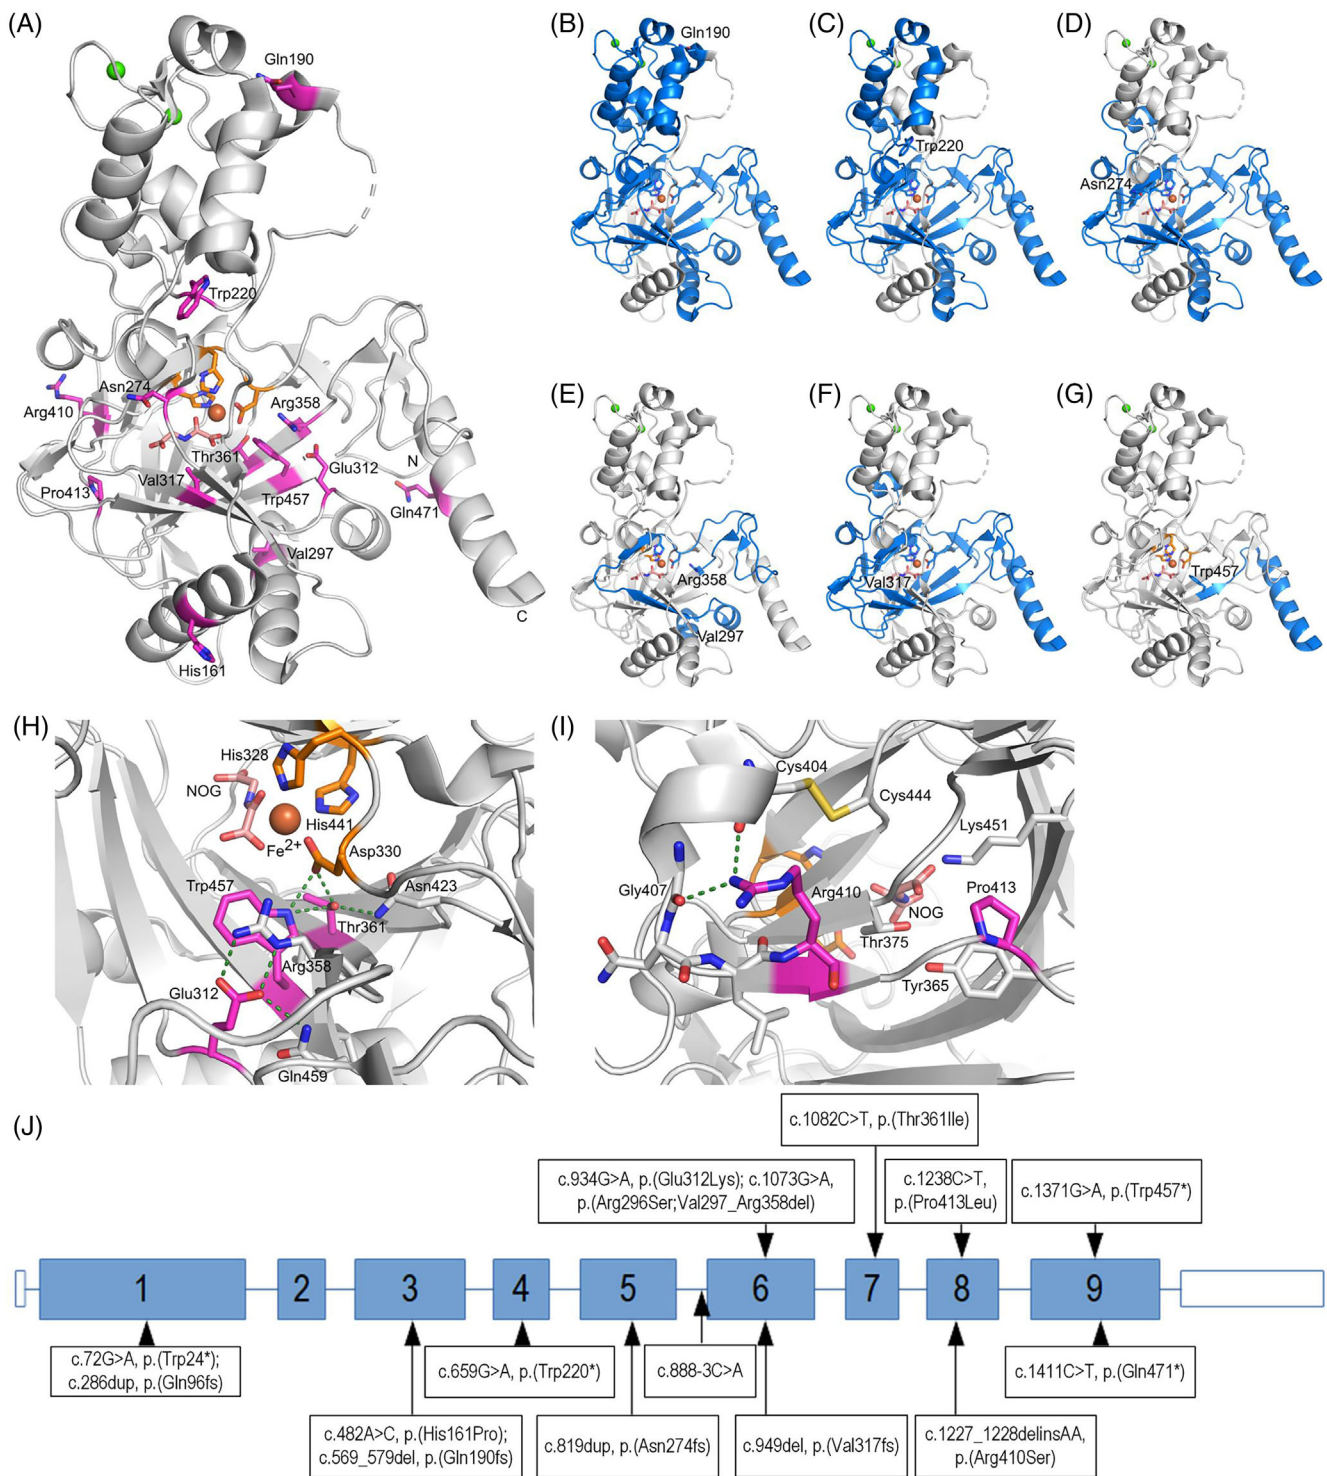 (A)
Gln190
Trp220
Asn274
Arg410
Arg358
Thr361
Glu312
N
Val317
Pro413
Trp457
Gln471
Val297
C
His161
(B)
Gln190
(C)
Trp220
(D)
Asn274
(E)
Arg358
Val297
(F)
Val317
(G)
Trp457
(H)
His328
NOG
His441
Fe2+
Asp330
Trp457
Asn423
Thr361
Arg358
Glu312
Gln459
(I)
Cys404
Cys444
Lys451
Gly407
Arg410
Pro413
NOG
Thr375
Tyr365
(J)
c.1082C>T, p.(Thr361Ile)
c.934G>A, p.(Glu312Lys); c.1073G>A,
p.(Arg296Ser;Val297_Arg358del)
c.1238C>T,
p.(Pro413Leu)
c.1371G>A, p.(Trp457*)
1 2 3 4 5 6 7 8 9
c.72G>A, p.(Trp24*);
c.286dup, p.(Gln96fs)
c.659G>A, p.(Trp220*)
c.888-3C>A
c.1411C>T, p.(Gln471*)
c.482A>C, p.(His161Pro);
c.569_579del, p.(Gln190fs)
c.819dup, p.(Asn274fs)
c.949del, p.(Val317fs)
c.1227_1228delinsAA,
p.(Arg410Ser)